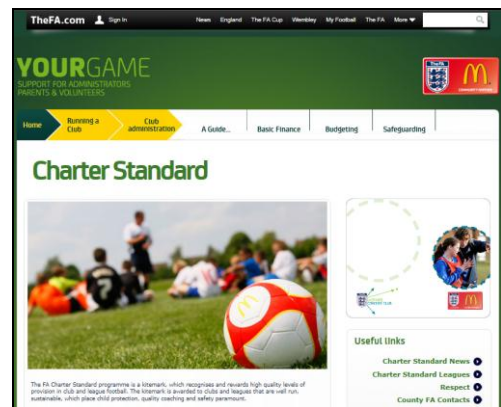 TheFA.com Sign In News England The FA Cup Wembley My Football The FA More
YOURGAME
SUPPORT FOR ADMINISTRATORS
PARENTS & VOLUNTEERS
Home Running a Club Club administration A Guide... Basic Finance Budgeting Safeguarding
Charter Standard
Useful links
Charter Standard News
Charter Standard Leagues
Respect
County FA Contacts
The FA Charter Standard programme is a kitemark, which recognises and rewards high quality levels of
provision in club and league football. The kitemark is awarded to clubs and leagues that are well run,
sustainable, which place child protection, quality coaching and safety paramount.